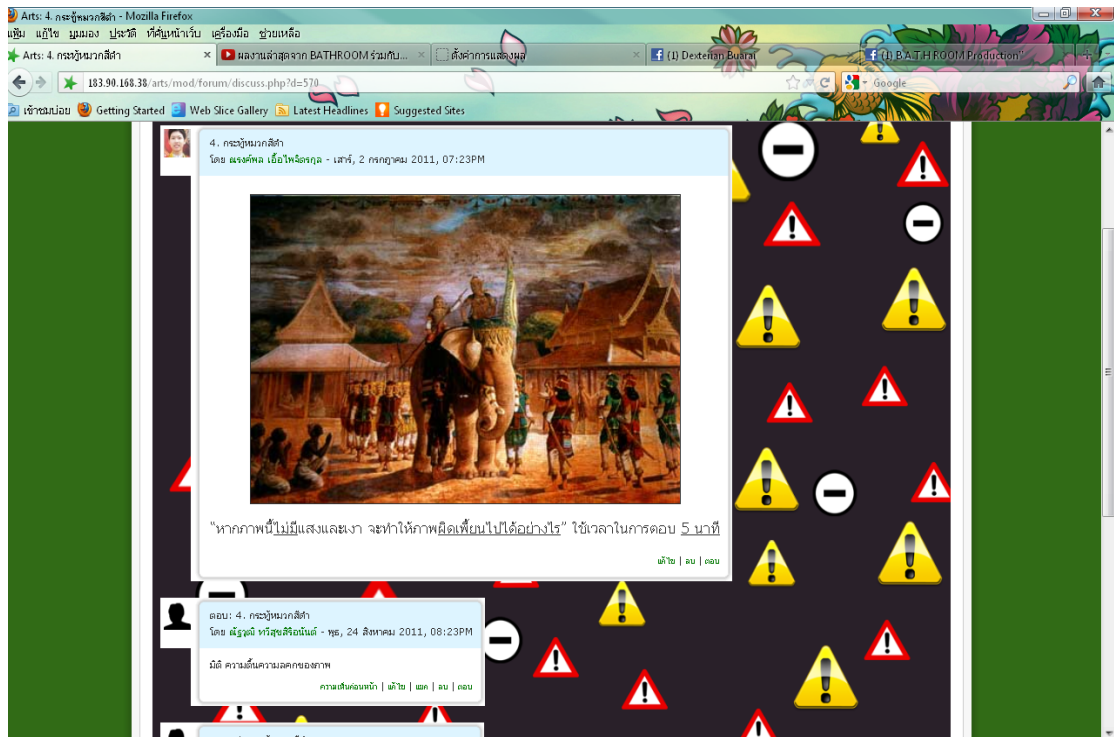 Arts: 4. กระทู้หมวกสีดำ - Mozilla Firefox
แฟ้ม แก้ไข มุมมอง ประวัติ ที่คั่นหน้าเว็บ เครื่องมือ ช่วยเหลือ
Arts: 4. กระทู้หมวกสีดำ
ผลงานล่าสุดจาก BATHROOM ร่วมกับ...
ตั้งค่าการแสดงผล
(1) Dexterian Buarat
(1) B.A.T.H.R.O.O.M Production"
183.90.168.38/arts/mod/forum/discuss.php?d=570
Google
เข้าชมบ่อย Getting Started Web Slice Gallery Latest Headlines Suggested Sites
4. กระทู้หมวกสีดำ
โดย ณรงค์พล เอื้อไพจิตรกุล - เสาร์, 2 กรกฎาคม 2011, 07:23PM
"หากภาพนี้ไม่มีแสงและเงา จะทำให้ภาพผิดเพี้ยนไปได้อย่างไร" ใช้เวลาในการตอบ 5 นาที
แก้ไข | ลบ | ตอบ
ตอบ: 4. กระทู้หมวกสีดำ
โดย ณัฐวุฒิ ทวีสุขสิริอนันต์ - พุธ, 24 สิงหาคม 2011, 08:23PM
มิติ ความตื้นความลึกของภาพ
ความเห็นก่อนหน้า | แก้ไข | แยก | ลบ | ตอบ